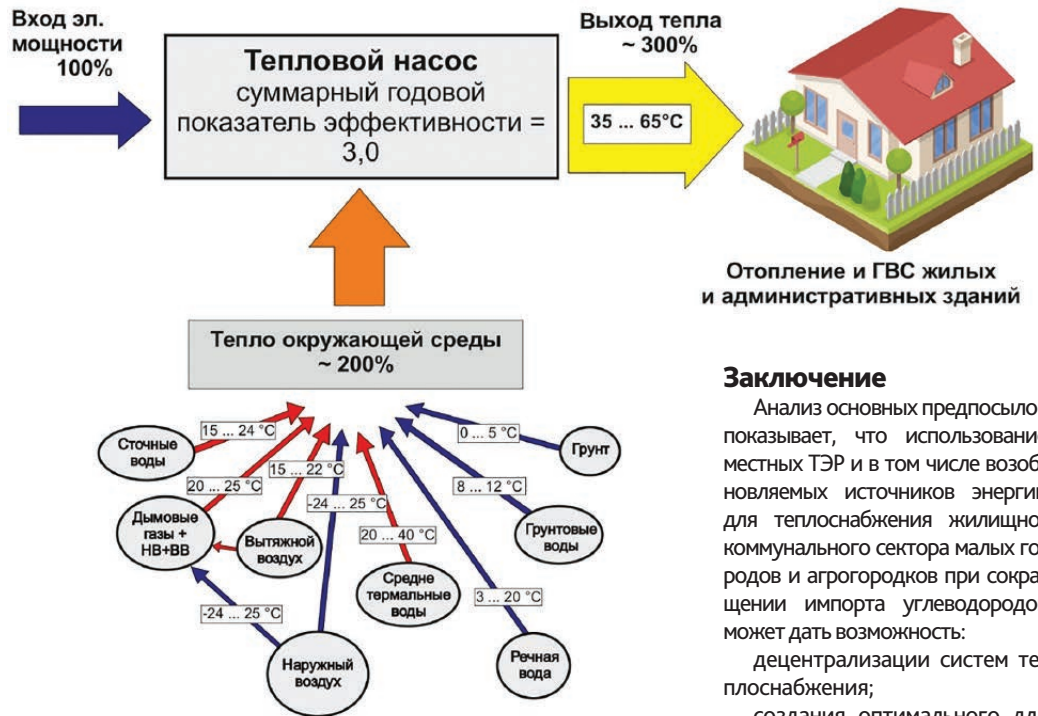 Вход эл.
мощности
100%
Тепловой насос
суммарный годовой
показатель эффективности =
3,0
Выход тепла
~ 300%
35 ... 65°C
Отопление и ГВС жилых
и административных зданий
Тепло окружающей среды
~ 200%
15 ... 24 °C
Сточные
воды
20 ... 25 °C
Дымовые
газы +
НВ+ВВ
15 ... 22 °C
Вытяжной
воздух
-24 ... 25 °C
-24 ... 25 °C
Наружный
воздух
20 ... 40 °C
Средне
термальные
воды
3 ... 20 °C
Речная
вода
8 ... 12 °C
Грунтовые
воды
0 ... 5 °C
Грунт
Заключение
Анализ основных предпосыло
показывает, что использование
местных ТЭР и в том числе возоб
новляемых источников энергии
для теплоснабжения жилищно
коммунального сектора малых го
родов и агрогородков при сокра
щении импорта углеводородо
может дать возможность:
децентрализации систем те
плоснабжения;
создания оптимального дл